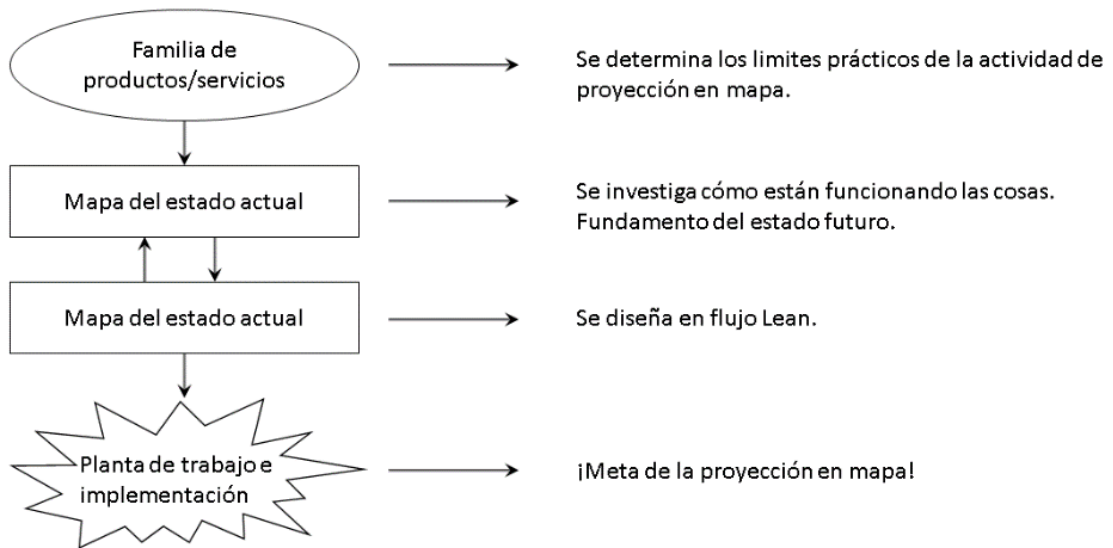 Familia de
productos/servicios
Se determina los limites prácticos de la actividad de
proyección en mapa.
Mapa del estado actual
Se investiga cómo están funcionando las cosas.
Fundamento del estado futuro.
Mapa del estado actual
Se diseña en flujo Lean.
Planta de trabajo e
implementación
¡Meta de la proyección en mapa!